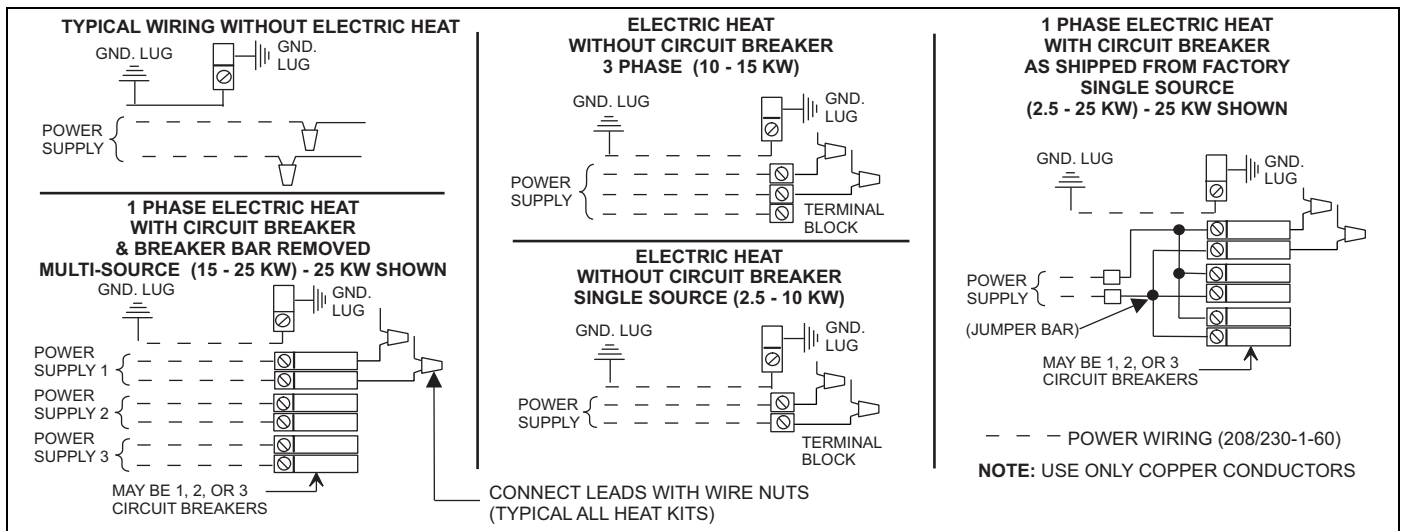 TYPICAL WIRING WITHOUT ELECTRIC HEAT
GND. LUG
GND.
LUG
POWER
SUPPLY
1 PHASE ELECTRIC HEAT
WITH CIRCUIT BREAKER
& BREAKER BAR REMOVED
MULTI-SOURCE (15 - 25 KW) - 25 KW SHOWN
GND. LUG
GND.
LUG
POWER
SUPPLY 1
POWER
SUPPLY 2
POWER
SUPPLY 3
MAY BE 1, 2, OR 3
CIRCUIT BREAKERS
CONNECT LEADS WITH WIRE NUTS
(TYPICAL ALL HEAT KITS)
ELECTRIC HEAT
WITHOUT CIRCUIT BREAKER
3 PHASE (10 - 15 KW)
GND. LUG
GND.
LUG
POWER
SUPPLY
TERMINAL
BLOCK
ELECTRIC HEAT
WITHOUT CIRCUIT BREAKER
SINGLE SOURCE (2.5 - 10 KW)
GND. LUG
GND.
LUG
POWER
SUPPLY
TERMINAL
BLOCK
1 PHASE ELECTRIC HEAT
WITH CIRCUIT BREAKER
AS SHIPPED FROM FACTORY
SINGLE SOURCE
(2.5 - 25 KW) - 25 KW SHOWN
GND. LUG
GND.
LUG
POWER
SUPPLY
(JUMPER BAR)
MAY BE 1, 2, OR 3
CIRCUIT BREAKERS
POWER WIRING (208/230-1-60)
NOTE: USE ONLY COPPER CONDUCTORS